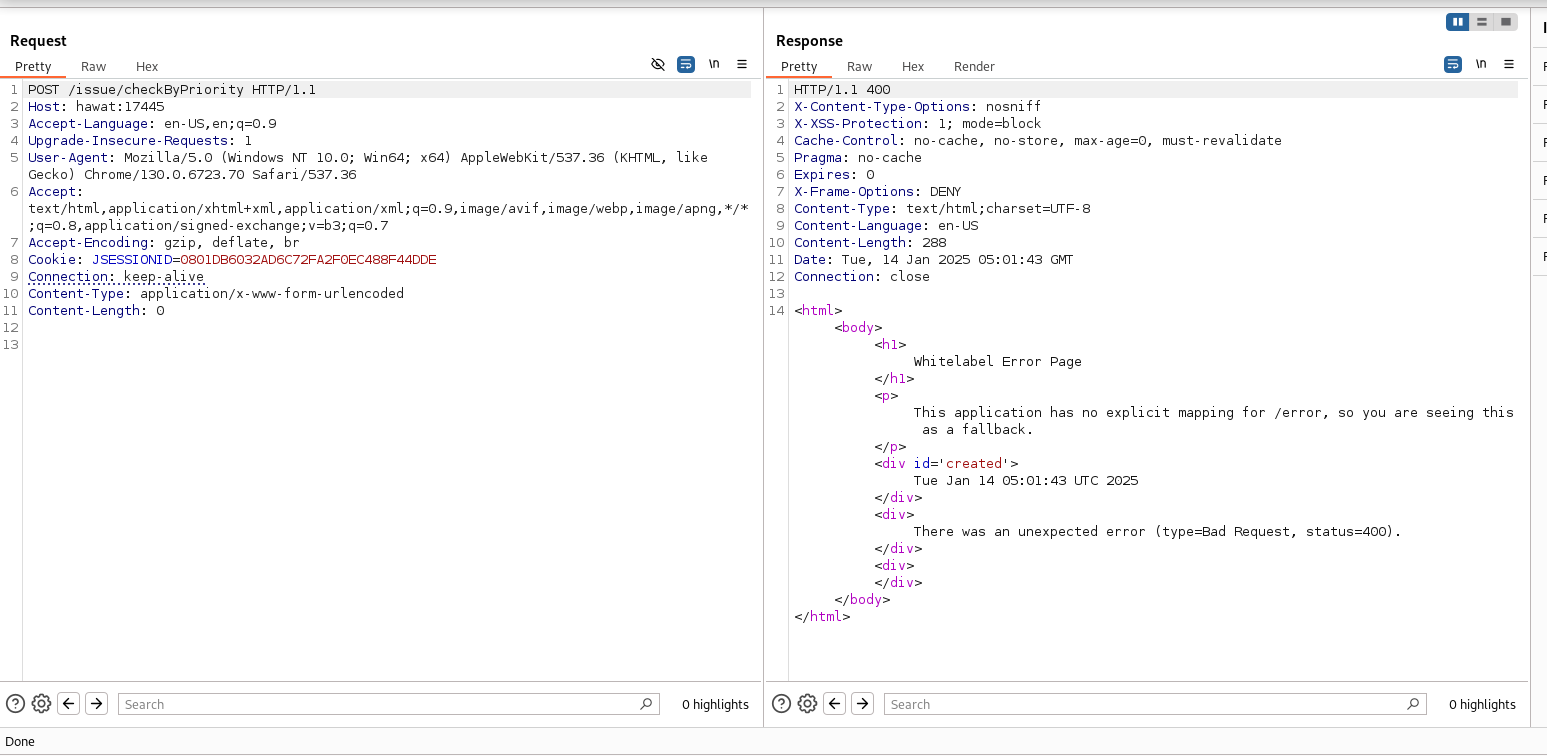 Request
Pretty Raw Hex
\n
1 POST /issue/checkByPriority HTTP/1.1
2 Host: hawat:17445
3 Accept-Language: en-US,en;q=0.9
4 Upgrade-Insecure-Requests: 1
5 User-Agent: Mozilla/5.0 (Windows NT 10.0; Win64; x64) AppleWebKit/537.36 (KHTML, like
Gecko) Chrome/130.0.6723.70 Safari/537.36
6 Accept:
text/html,application/xhtml+xml,application/xml;q=0.9,image/avif,image/webp,image/apng,*/*
;q=0.8,application/signed-exchange;v=b3;q=0.7
7 Accept-Encoding: gzip, deflate, br
8 Cookie: JSESSIONID=0801DB6032AD6C72FA2F0EC488F44DDE
9 Connection: keep-alive
10 Content-Type: application/x-www-form-urlencoded
11 Content-Length: 0
12
13
Search
0 highlights
Response
Pretty Raw Hex Render
\n
1 HTTP/1.1 400
2 X-Content-Type-Options: nosniff
3 X-XSS-Protection: 1; mode=block
4 Cache-Control: no-cache, no-store, max-age=0, must-revalidate
5 Pragma: no-cache
6 Expires: 0
7 X-Frame-Options: DENY
8 Content-Type: text/html;charset=UTF-8
9 Content-Language: en-US
10 Content-Length: 288
11 Date: Tue, 14 Jan 2025 05:01:43 GMT
12 Connection: close
13
14 <html>
<body>
<h1>
Whitelabel Error Page
</h1>
<p>
This application has no explicit mapping for /error, so you are seeing this
as a fallback.
</p>
<div id='created'>
Tue Jan 14 05:01:43 UTC 2025
</div>
<div>
There was an unexpected error (type=Bad Request, status=400).
</div>
<div>
</div>
</body>
</html>
Search
0 highlights
Done